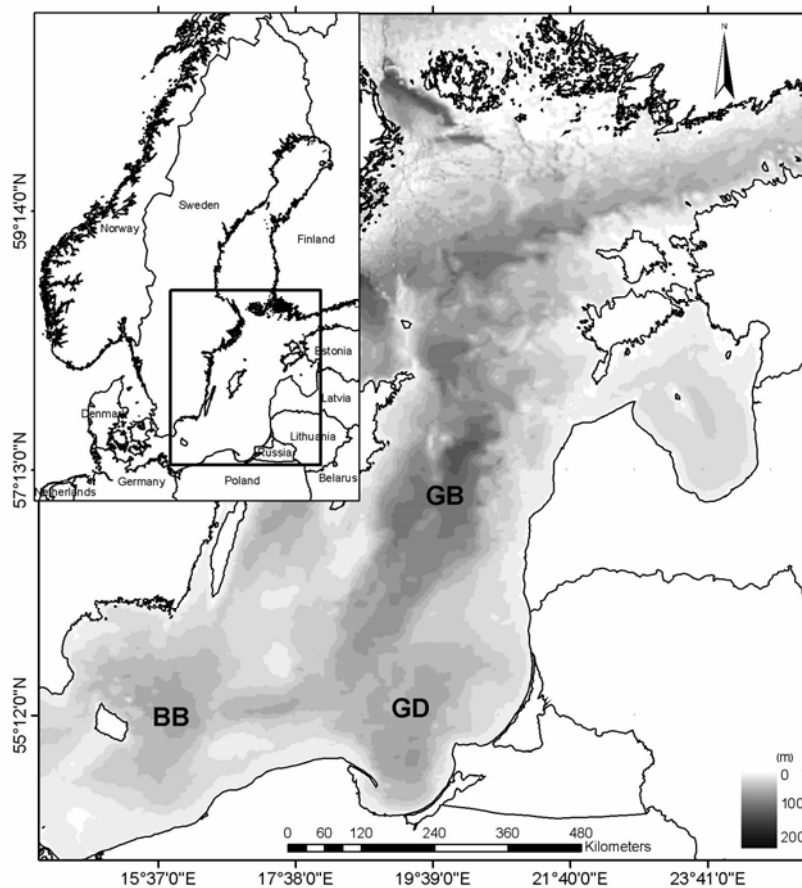 N
Sweden
Norway
Finland
Estonia
Latvia
Denmark
Lithuania
Russia
Netherlands
Germany
Poland
Belarus
59°14'0"N
57°13'0"N
55°12'0"N
GB
BB
GD
(m)
0
100
200
0 60 120 240 360 480
Kilometers
15°37'0"E 17°38'0"E 19°39'0"E 21°40'0"E 23°41'0"E